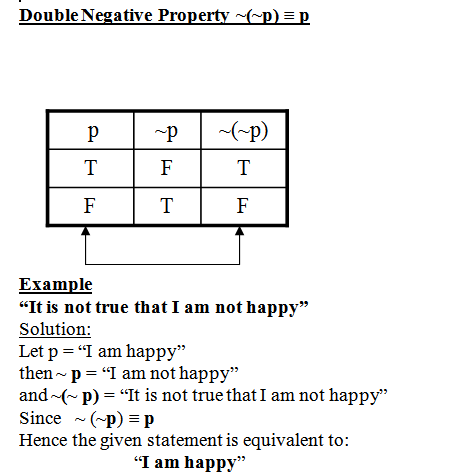 Double Negative Property ~(~p) ≡ p
p ~p ~(~p)
T F T
F T F
Example
“It is not true that I am not happy”
Solution:
Let p = “I am happy”
then ~ p = “I am not happy”
and ~(~ p) = “It is not true that I am not happy”
Since ~ (~p) ≡ p
Hence the given statement is equivalent to:
“I am happy”